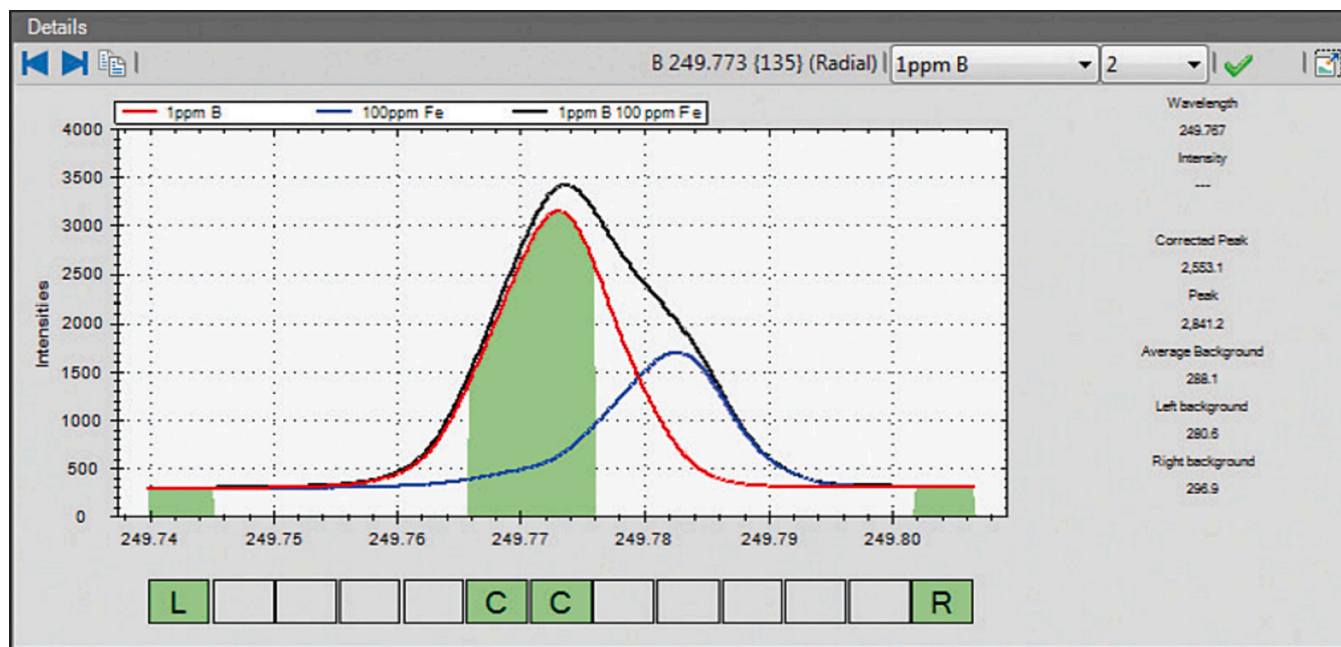 Details
B 249.773 {135} (Radial) 1ppm B 2
1ppm B 100ppm Fe 1ppm B 100 ppm Fe
Wavelength
249.767
Intensity
---
Corrected Peak
2,553.1
Peak
2,841.2
Average Background
288.1
Left background
280.6
Right background
296.9
Intensities
4000
3500
3000
2500
2000
1500
1000
500
0
249.74 249.75 249.76 249.77 249.78 249.79 249.80
L C C R